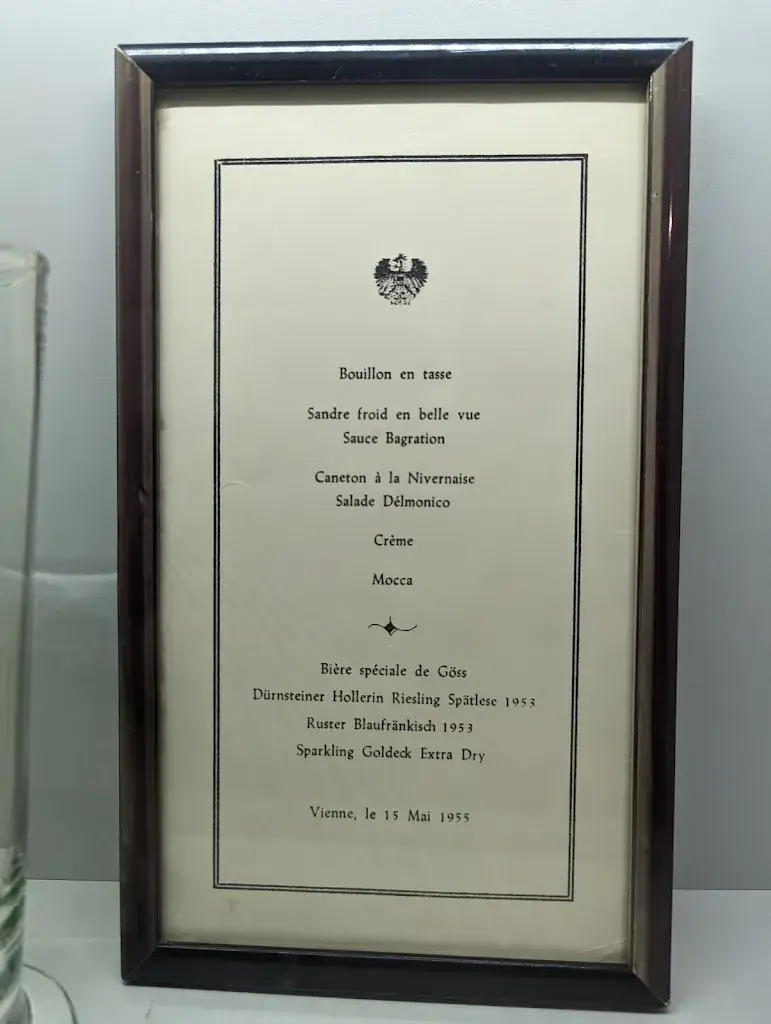 Bouillon en tasse
Sandre froid en belle vue
Sauce Bagration
Caneton à la Nivernaise
Salade Délmonico
Crème
Mocca
Bière spéciale de Göss
Dürnsteiner Hollerin Riesling Spätlese 1953
Ruster Blaufränkisch 1953
Sparkling Goldeck Extra Dry
Vienne, le 15 Mai 1955